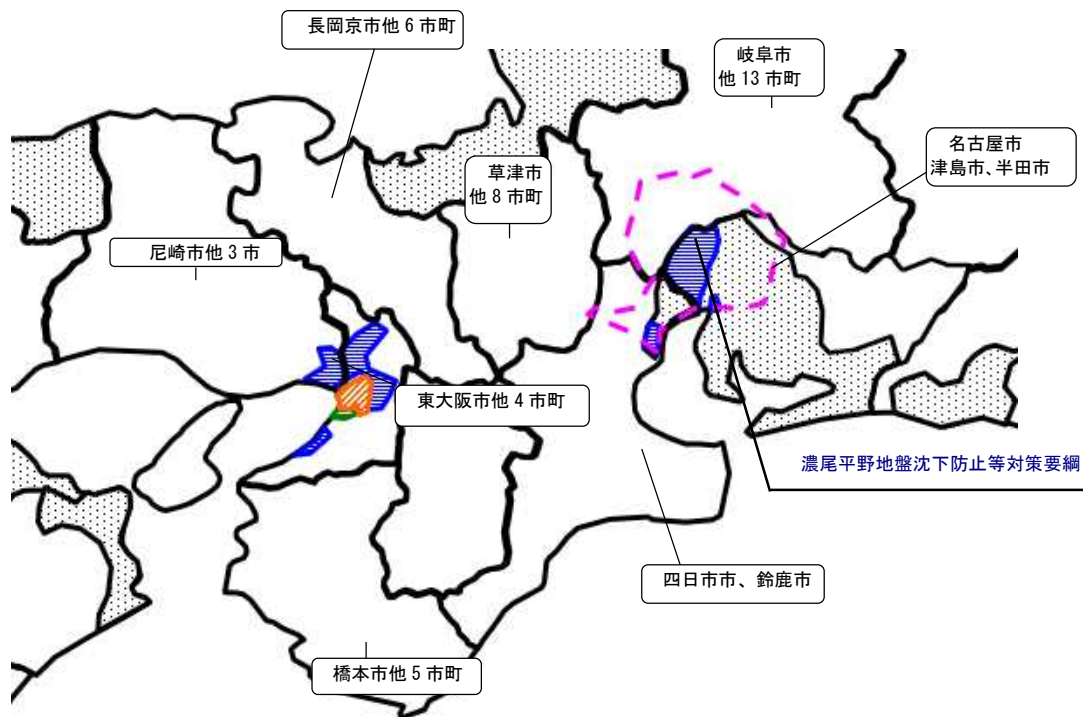 長岡京市他 6 市町
岐阜市
他 13 市町
名古屋市
津島市、半田市
草津市
他 8 市町
尼崎市他 3 市
東大阪市他 4 市町
濃尾平野地盤沈下防止等対策要綱
四日市市、鈴鹿市
橋本市他 5 市町